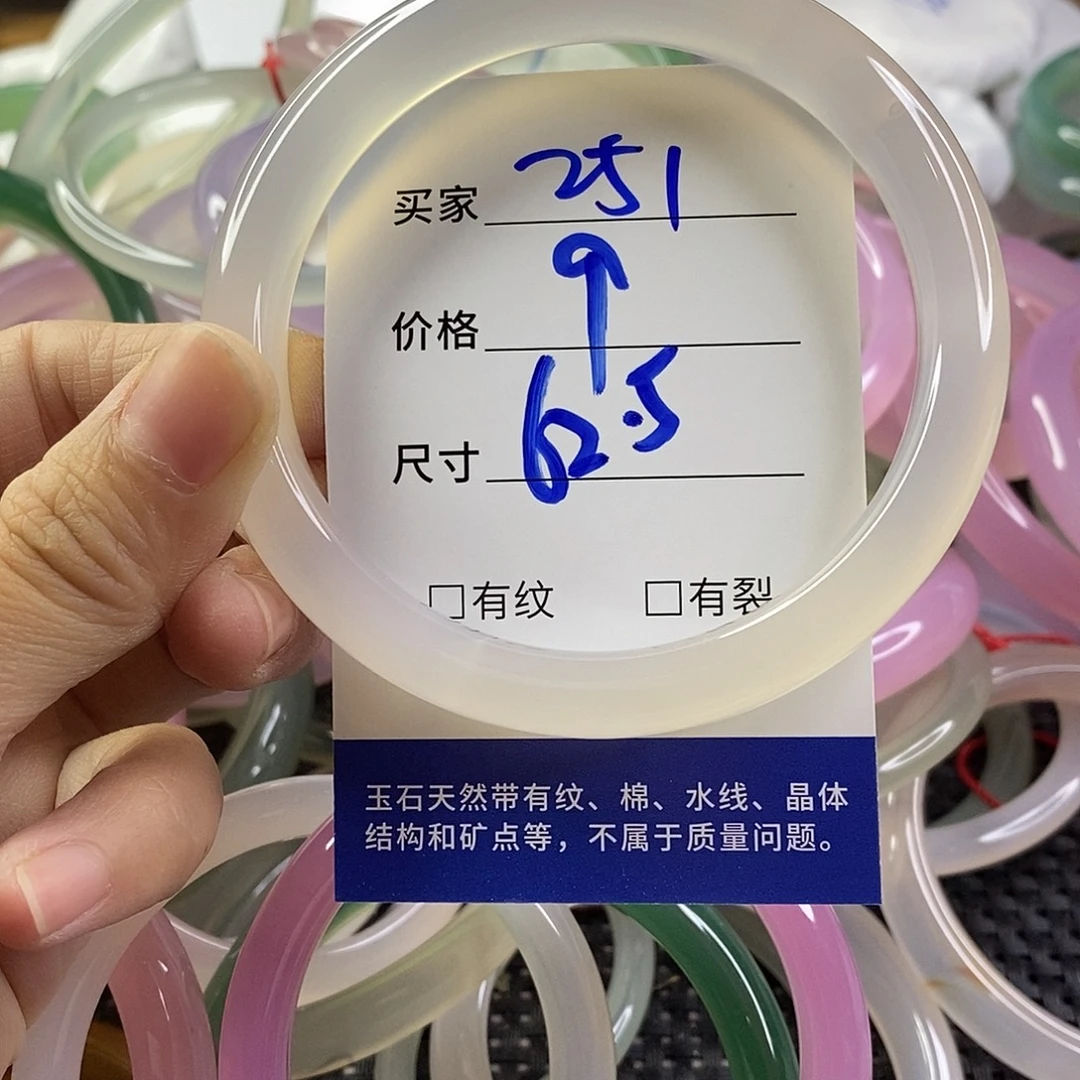 买家 251
价格
尺寸 62.5
□有纹 □有裂
玉石天然带有纹、棉、水线、晶体
结构和矿点等，不属于质量问题。